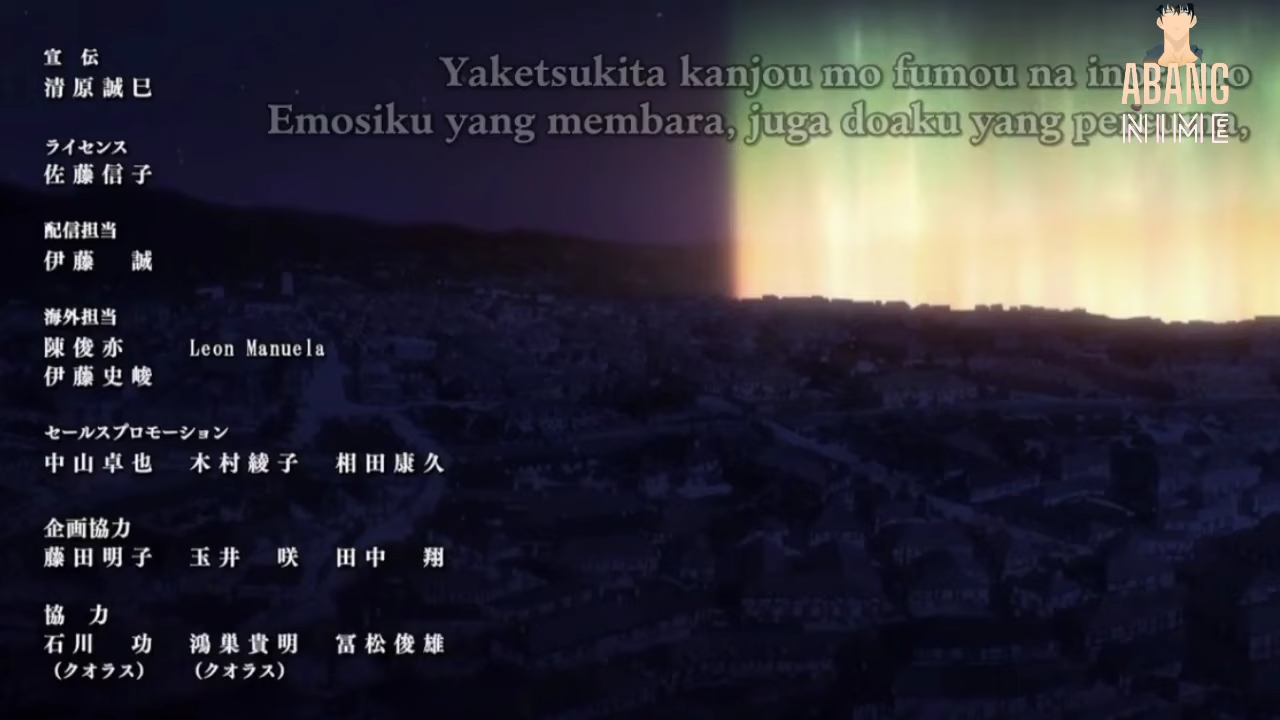 宣 伝
清原誠巳
ライセンス
佐藤信子
配信担当
伊藤 誠
海外担当
陳俊亦 Leon Manuela
伊藤史峻
セールスプロモーション
中山卓也 木村綾子 相田康久
企画協力
藤田明子 玉井 咲 田中 翔
協 力
石川 功 鴻巣貴明 冨松俊雄
（クオラス） （クオラス）
Yaketsukita kanjou mo fumou na
Emosiku yang membara, juga doaku yang
ABANG
NIME